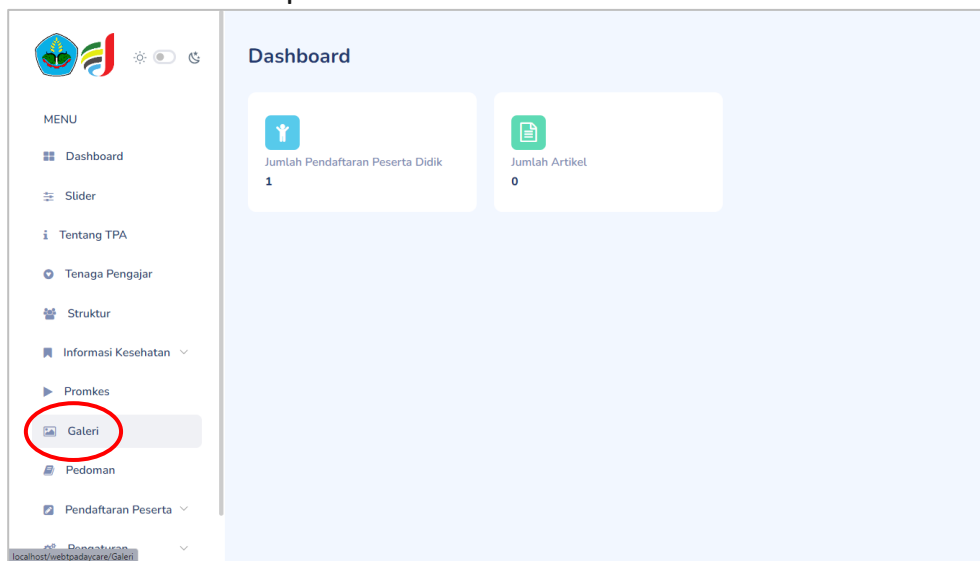 Dashboard
MENU
Dashboard
Slider
Tentang TPA
Tenaga Pengajar
Struktur
Informasi Kesehatan
Promkes
Galeri
Pedoman
Pendaftaran Peserta
Pengaturan
localhost/webtpadaycare/Galeri
Jumlah Pendaftaran Peserta Didik
1
Jumlah Artikel
0